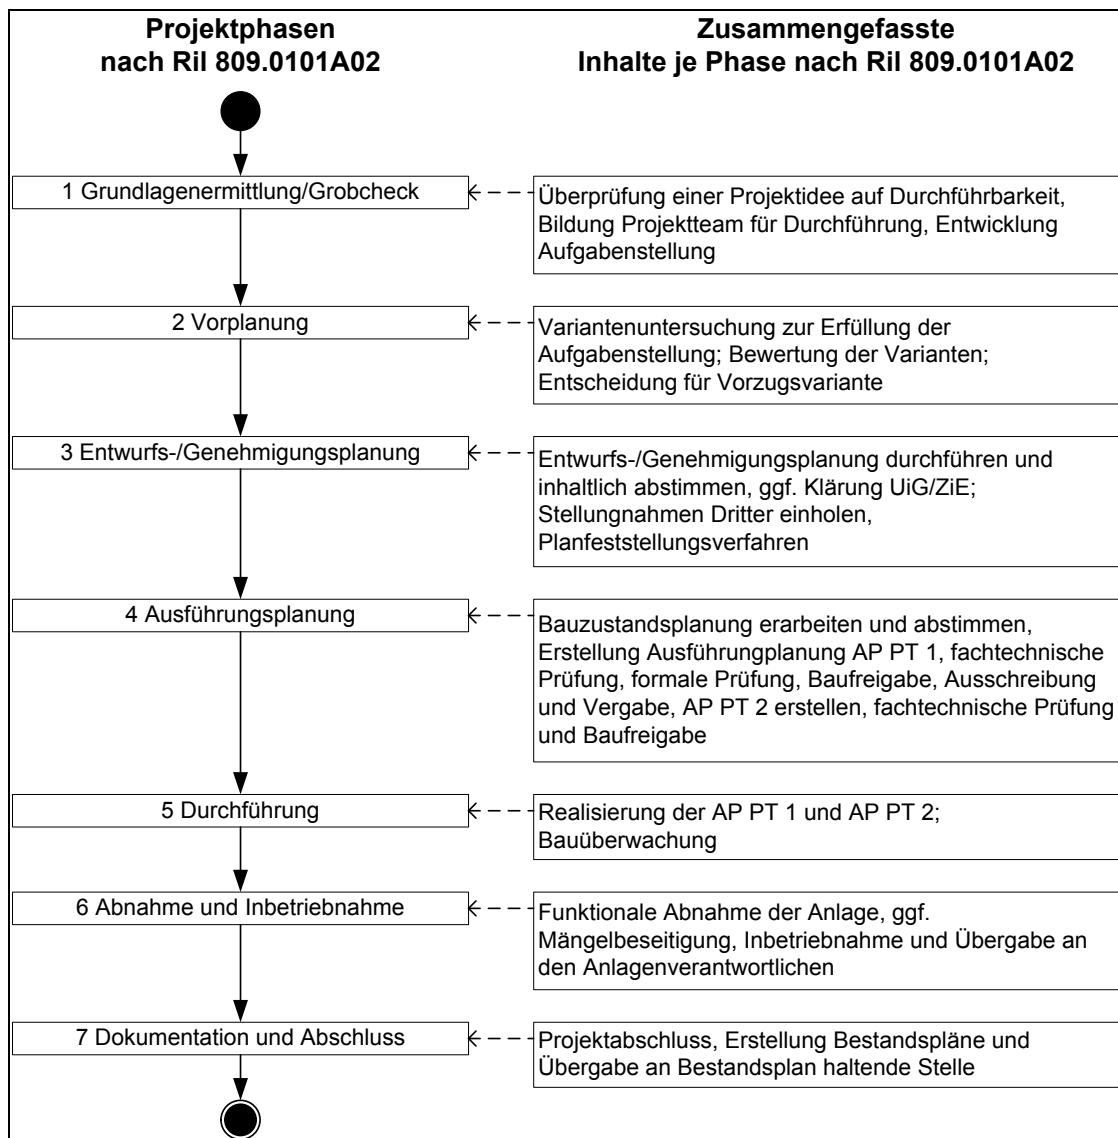 Projektphasen
nach Ril 809.0101A02
Zusammengefasste
Inhalte je Phase nach Ril 809.0101A02
1 Grundlagenermittlung/Grobcheck
Überprüfung einer Projektidee auf Durchführbarkeit,
Bildung Projektteam für Durchführung, Entwicklung
Aufgabenstellung
2 Vorplanung
Variantenuntersuchung zur Erfüllung der
Aufgabenstellung; Bewertung der Varianten;
Entscheidung für Vorzugsvariante
3 Entwurfs-/Genehmigungsplanung
Entwurfs-/Genehmigungsplanung durchführen und
inhaltlich abstimmen, ggf. Klärung UiG/ZiE;
Stellungnahmen Dritter einholen,
Planfeststellungsverfahren
4 Ausführungsplanung
Bauzustandsplanung erarbeiten und abstimmen,
Erstellung Ausführungplanung AP PT 1, fachtechnische
Prüfung, formale Prüfung, Baufreigabe, Ausschreibung
und Vergabe, AP PT 2 erstellen, fachtechnische Prüfung
und Baufreigabe
5 Durchführung
Realisierung der AP PT 1 und AP PT 2;
Bauüberwachung
6 Abnahme und Inbetriebnahme
Funktionale Abnahme der Anlage, ggf.
Mängelbeseitigung, Inbetriebnahme und Übergabe an
den Anlagenverantwortlichen
7 Dokumentation und Abschluss
Projektabschluss, Erstellung Bestandspläne und
Übergabe an Bestandsplan haltende Stelle